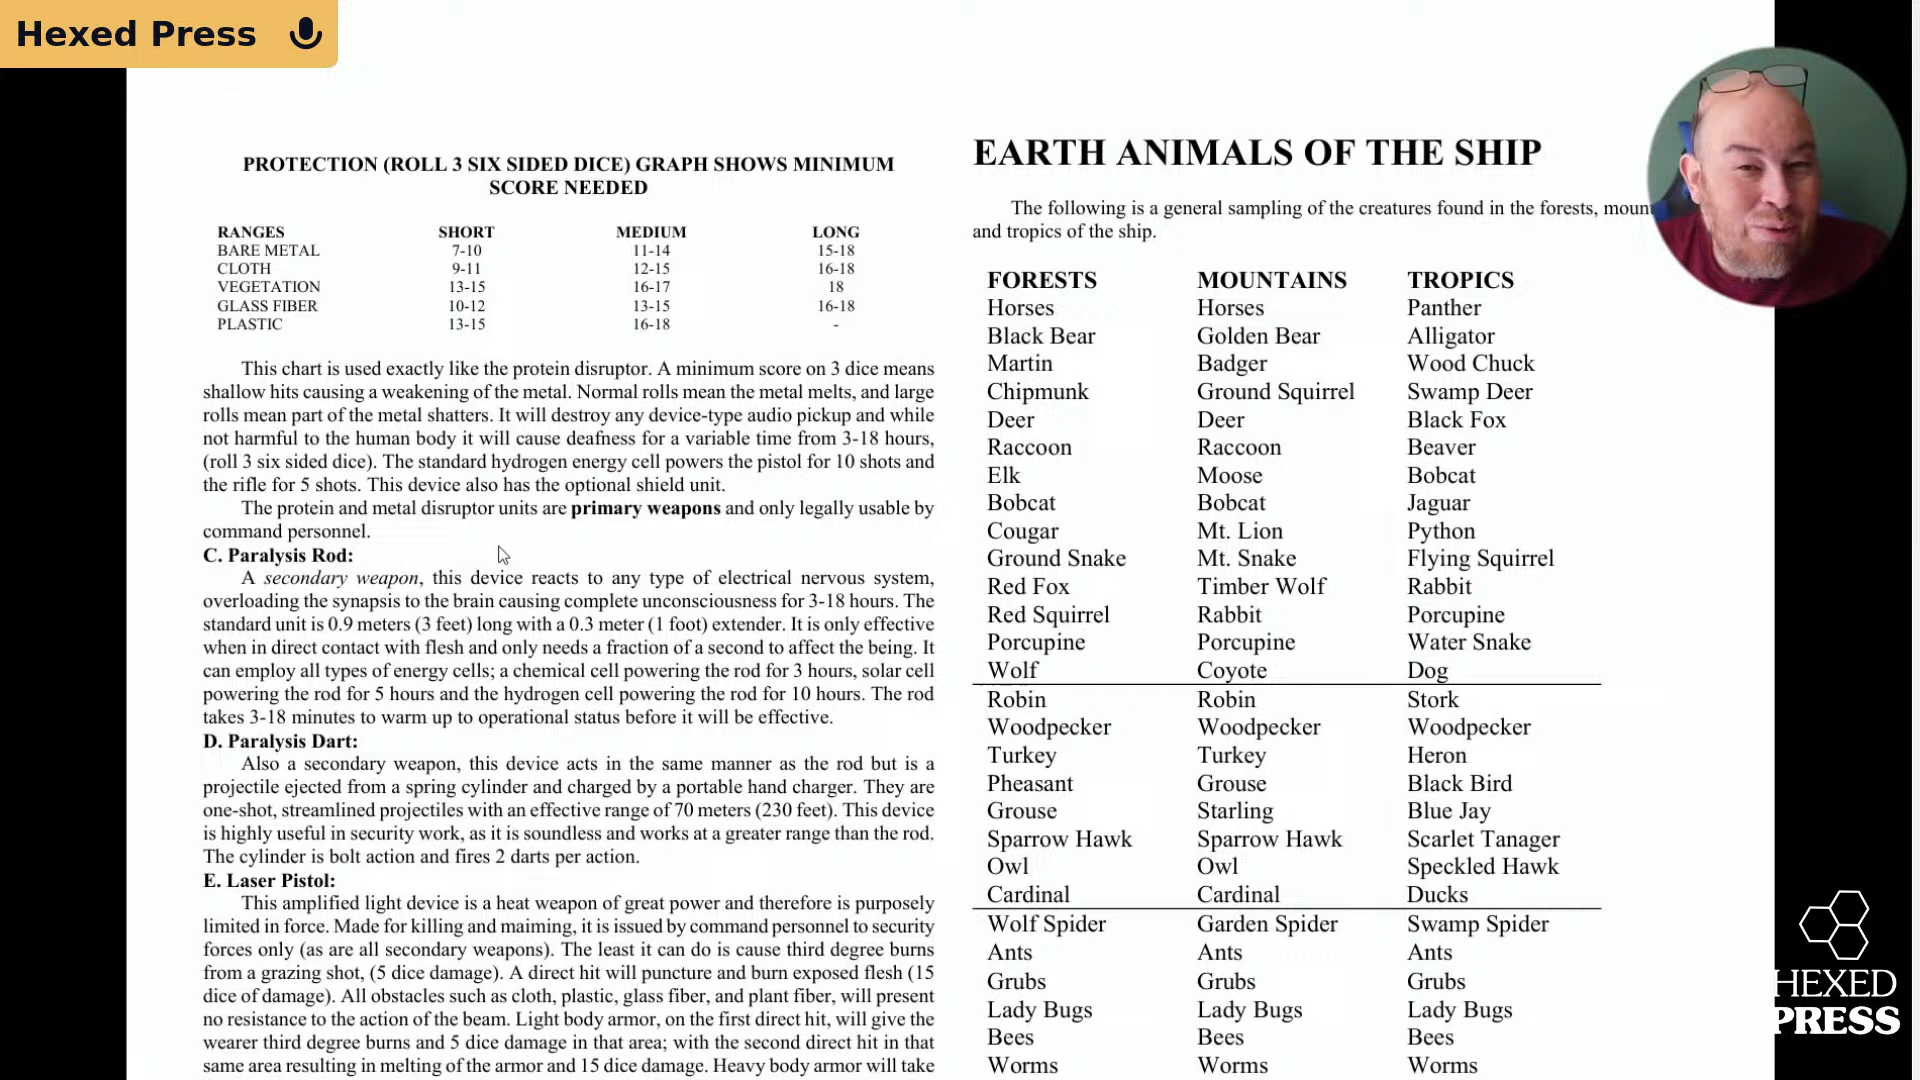 Hexed Press
PROTECTION (ROLL 3 SIX SIDED DICE) GRAPH SHOWS MINIMUM
SCORE NEEDED
RANGES SHORT MEDIUM LONG
BARE METAL 7-10 11-14 15-18
CLOTH 9-11 12-15 16-18
VEGETATION 13-15 16-17 18
GLASS FIBER 10-12 13-15 16-18
PLASTIC 13-15 16-18 -
This chart is used exactly like the protein disruptor. A minimum score on 3 dice means
shallow hits causing a weakening of the metal. Normal rolls mean the metal melts, and large
rolls mean part of the metal shatters. It will destroy any device-type audio pickup and while
not harmful to the human body it will cause deafness for a variable time from 3-18 hours,
(roll 3 six sided dice). The standard hydrogen energy cell powers the pistol for 10 shots and
the rifle for 5 shots. This device also has the optional shield unit.
The protein and metal disruptor units are primary weapons and only legally usable by
command personnel.
C. Paralysis Rod:
A secondary weapon, this device reacts to any type of electrical nervous system,
overloading the synapsis to the brain causing complete unconsciousness for 3-18 hours. The
standard unit is 0.9 meters (3 feet) long with a 0.3 meter (1 foot) extender. It is only effective
when in direct contact with flesh and only needs a fraction of a second to affect the being. It
can employ all types of energy cells; a chemical cell powering the rod for 3 hours, solar cell
powering the rod for 5 hours and the hydrogen cell powering the rod for 10 hours. The rod
takes 3-18 minutes to warm up to operational status before it will be effective.
D. Paralysis Dart:
Also a secondary weapon, this device acts in the same manner as the rod but is a
projectile ejected from a spring cylinder and charged by a portable hand charger. They are
one-shot, streamlined projectiles with an effective range of 70 meters (230 feet). This device
is highly useful in security work, as it is soundless and works at a greater range than the rod.
The cylinder is bolt action and fires 2 darts per action.
E. Laser Pistol:
This amplified light device is a heat weapon of great power and therefore is purposely
limited in force. Made for killing and maiming, it is issued by command personnel to security
forces only (as are all secondary weapons). The least it can do is cause third degree burns
from a grazing shot, (5 dice damage). A direct hit will puncture and burn exposed flesh (15
dice of damage). All obstacles such as cloth, plastic, glass fiber, and plant fiber, will present
no resistance to the action of the beam. Light body armor, on the first direct hit, will give the
wearer third degree burns and 5 dice damage in that area; with the second direct hit in that
same area resulting in melting of the armor and 15 dice damage. Heavy body armor will take
EARTH ANIMALS OF THE SHIP
The following is a general sampling of the creatures found in the forests, moun
and tropics of the ship.
FORESTS MOUNTAINS TROPICS
Horses Horses Panther
Black Bear Golden Bear Alligator
Martin Badger Wood Chuck
Chipmunk Ground Squirrel Swamp Deer
Deer Deer Black Fox
Raccoon Raccoon Beaver
Elk Moose Bobcat
Bobcat Bobcat Jaguar
Cougar Mt. Lion Python
Ground Snake Mt. Snake Flying Squirrel
Red Fox Timber Wolf Rabbit
Red Squirrel Rabbit Porcupine
Porcupine Porcupine Water Snake
Wolf Coyote Dog
Robin Robin Stork
Woodpecker Woodpecker Woodpecker
Turkey Turkey Heron
Pheasant Grouse Black Bird
Grouse Starling Blue Jay
Sparrow Hawk Sparrow Hawk Scarlet Tanager
Owl Owl Speckled Hawk
Cardinal Cardinal Ducks
Wolf Spider Garden Spider Swamp Spider
Ants Ants Ants
Grubs Grubs Grubs
Lady Bugs Lady Bugs Lady Bugs
Bees Bees Bees
Worms Worms Worms
HEXED
PRESS